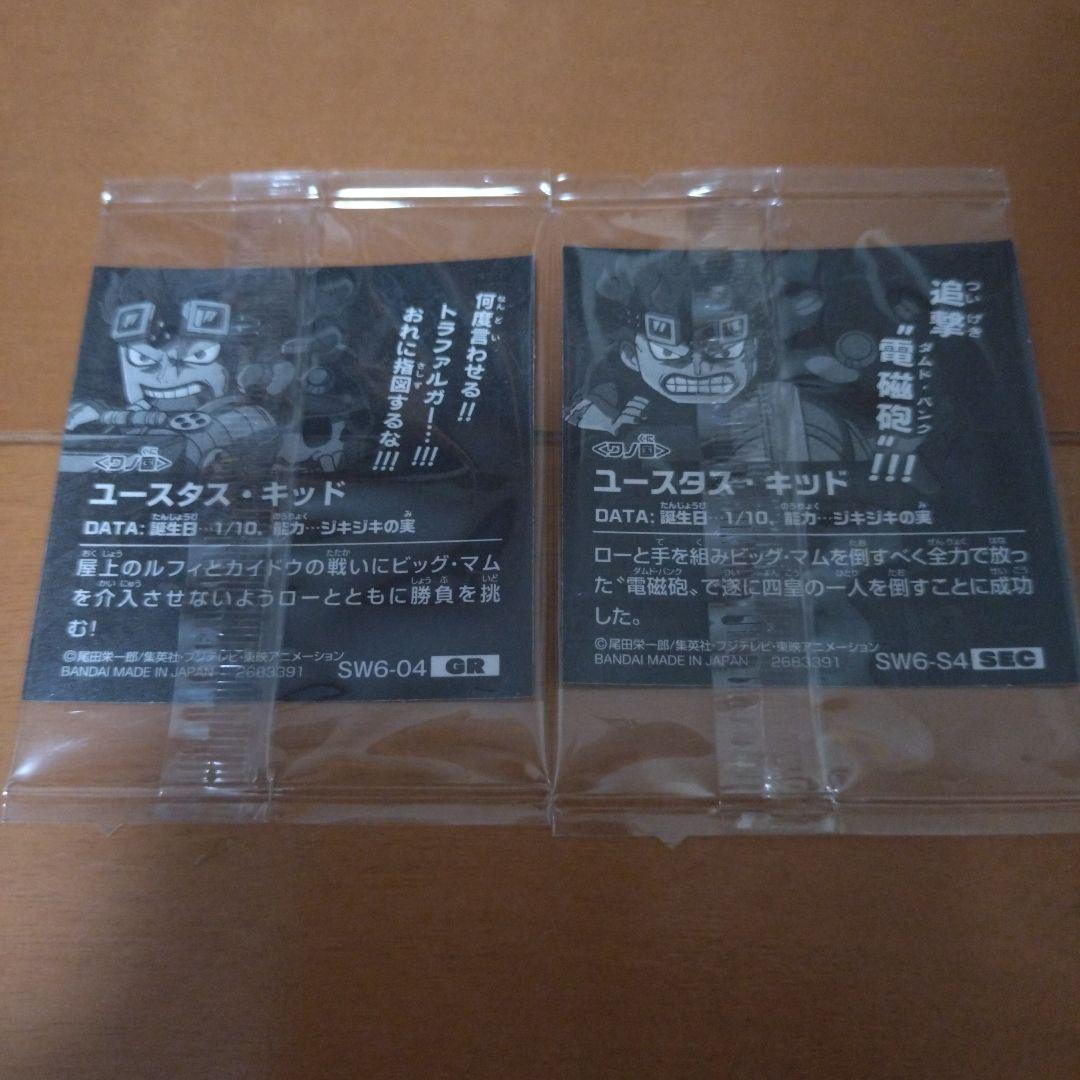 何度言わせる!!
トラファルガー…!!!
おれに指図するな!!!
〈ワノ国〉
ユースタス・キッド
DATA: 誕生日…1/10、能力…ジキジキの実
屋上のルフィとカイドウの戦いにビッグ・マム
を介入させないようローとともに勝負を挑
む!
©尾田栄一郎/集英社・フジテレビ・東映アニメーション
BANDAI MADE IN JAPAN 2683391
SW6-04 GR
追撃
"電磁砲"!!!
〈ワノ国〉
ユースタス・キッド
DATA: 誕生日…1/10、能力…ジキジキの実
ローと手を組みビッグ・マムを倒すべく全力で放っ
た"電磁砲"で遂に四皇の一人を倒すことに成功
した。
©尾田栄一郎/集英社・フジテレビ・東映アニメーション
BANDAI MADE IN JAPAN 2683391
SW6-S4 SEC